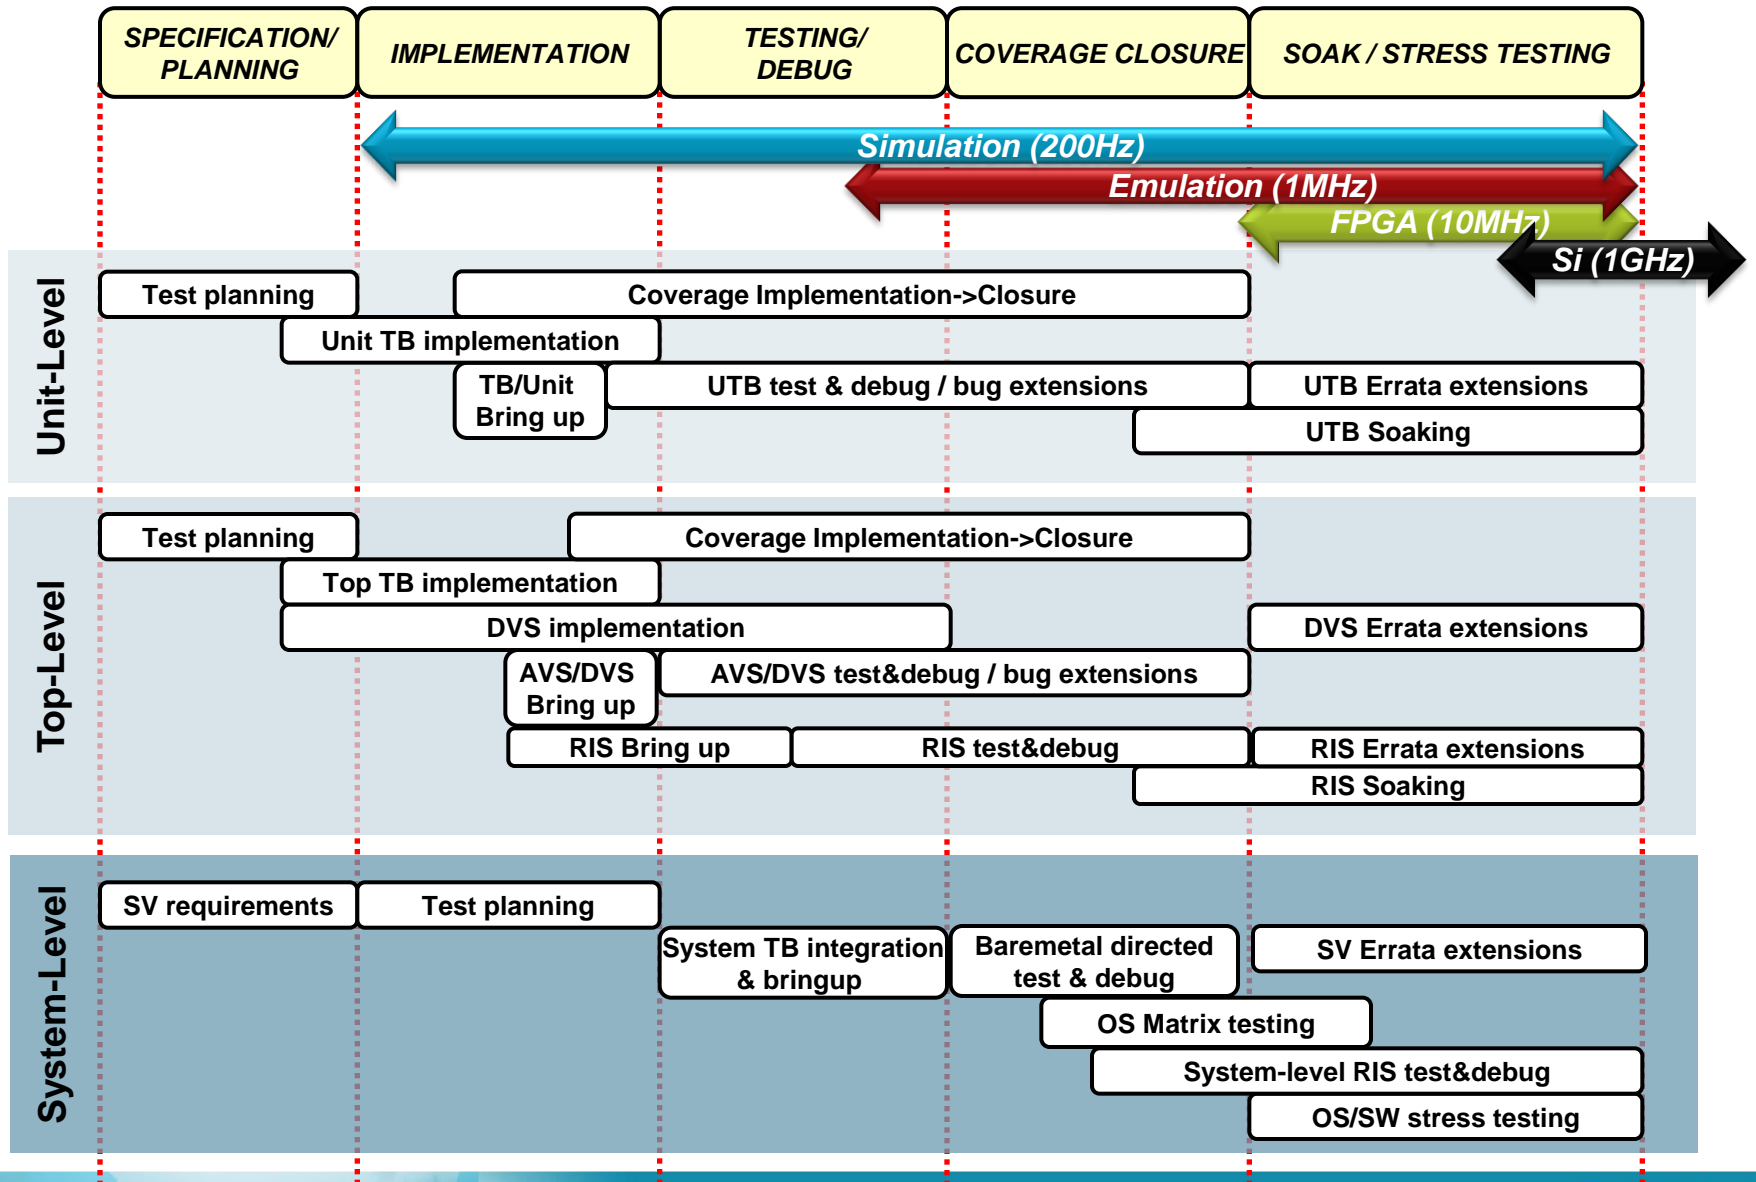 SPECIFICATION/
PLANNING
IMPLEMENTATION
TESTING/
DEBUG
COVERAGE CLOSURE
SOAK / STRESS TESTING
Simulation (200Hz)
Emulation (1MHz)
FPGA (10MHz)
Si (1GHz)
Unit-Level
Test planning
Coverage Implementation->Closure
Unit TB implementation
TB/Unit
Bring up
UTB test & debug / bug extensions
UTB Errata extensions
UTB Soaking
Top-Level
Test planning
Coverage Implementation->Closure
Top TB implementation
DVS implementation
DVS Errata extensions
AVS/DVS
Bring up
AVS/DVS test&debug / bug extensions
RIS Bring up
RIS test&debug
RIS Errata extensions
RIS Soaking
System-Level
SV requirements
Test planning
System TB integration
& bringup
Baremetal directed
test & debug
SV Errata extensions
OS Matrix testing
System-level RIS test&debug
OS/SW stress testing